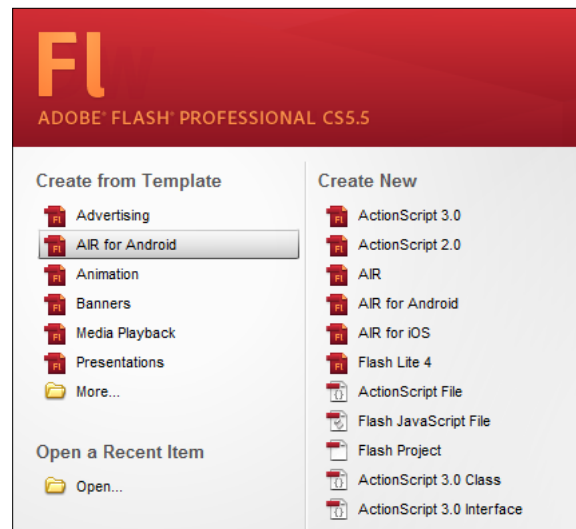 Fl
ADOBE® FLASH® PROFESSIONAL CS5.5
Create from Template
Advertising
AIR for Android
Animation
Banners
Media Playback
Presentations
More...
Open a Recent Item
Open...
Create New
ActionScript 3.0
ActionScript 2.0
AIR
AIR for Android
AIR for iOS
Flash Lite 4
ActionScript File
Flash JavaScript File
Flash Project
ActionScript 3.0 Class
ActionScript 3.0 Interface